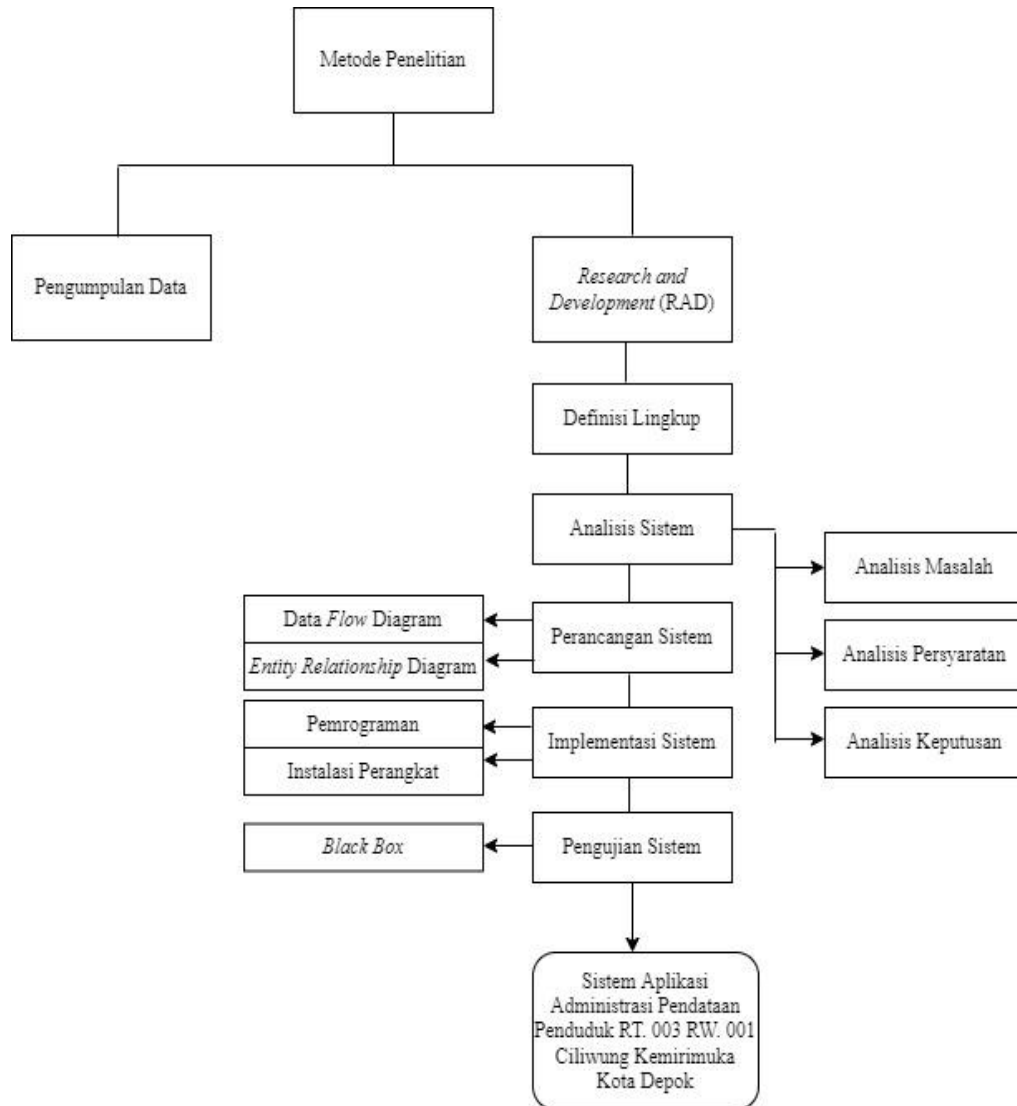 Metode Penelitian
Pengumpulan Data
Research and
Development (RAD)
Definisi Lingkup
Analisis Sistem
Analisis Masalah
Analisis Persyaratan
Analisis Keputusan
Perancangan Sistem
Data Flow Diagram
Entity Relationship Diagram
Implementasi Sistem
Pemrograman
Instalasi Perangkat
Pengujian Sistem
Black Box
Sistem Aplikasi
Administrasi Pendataan
Penduduk RT. 003 RW. 001
Ciliwung Kemirimuka
Kota Depok